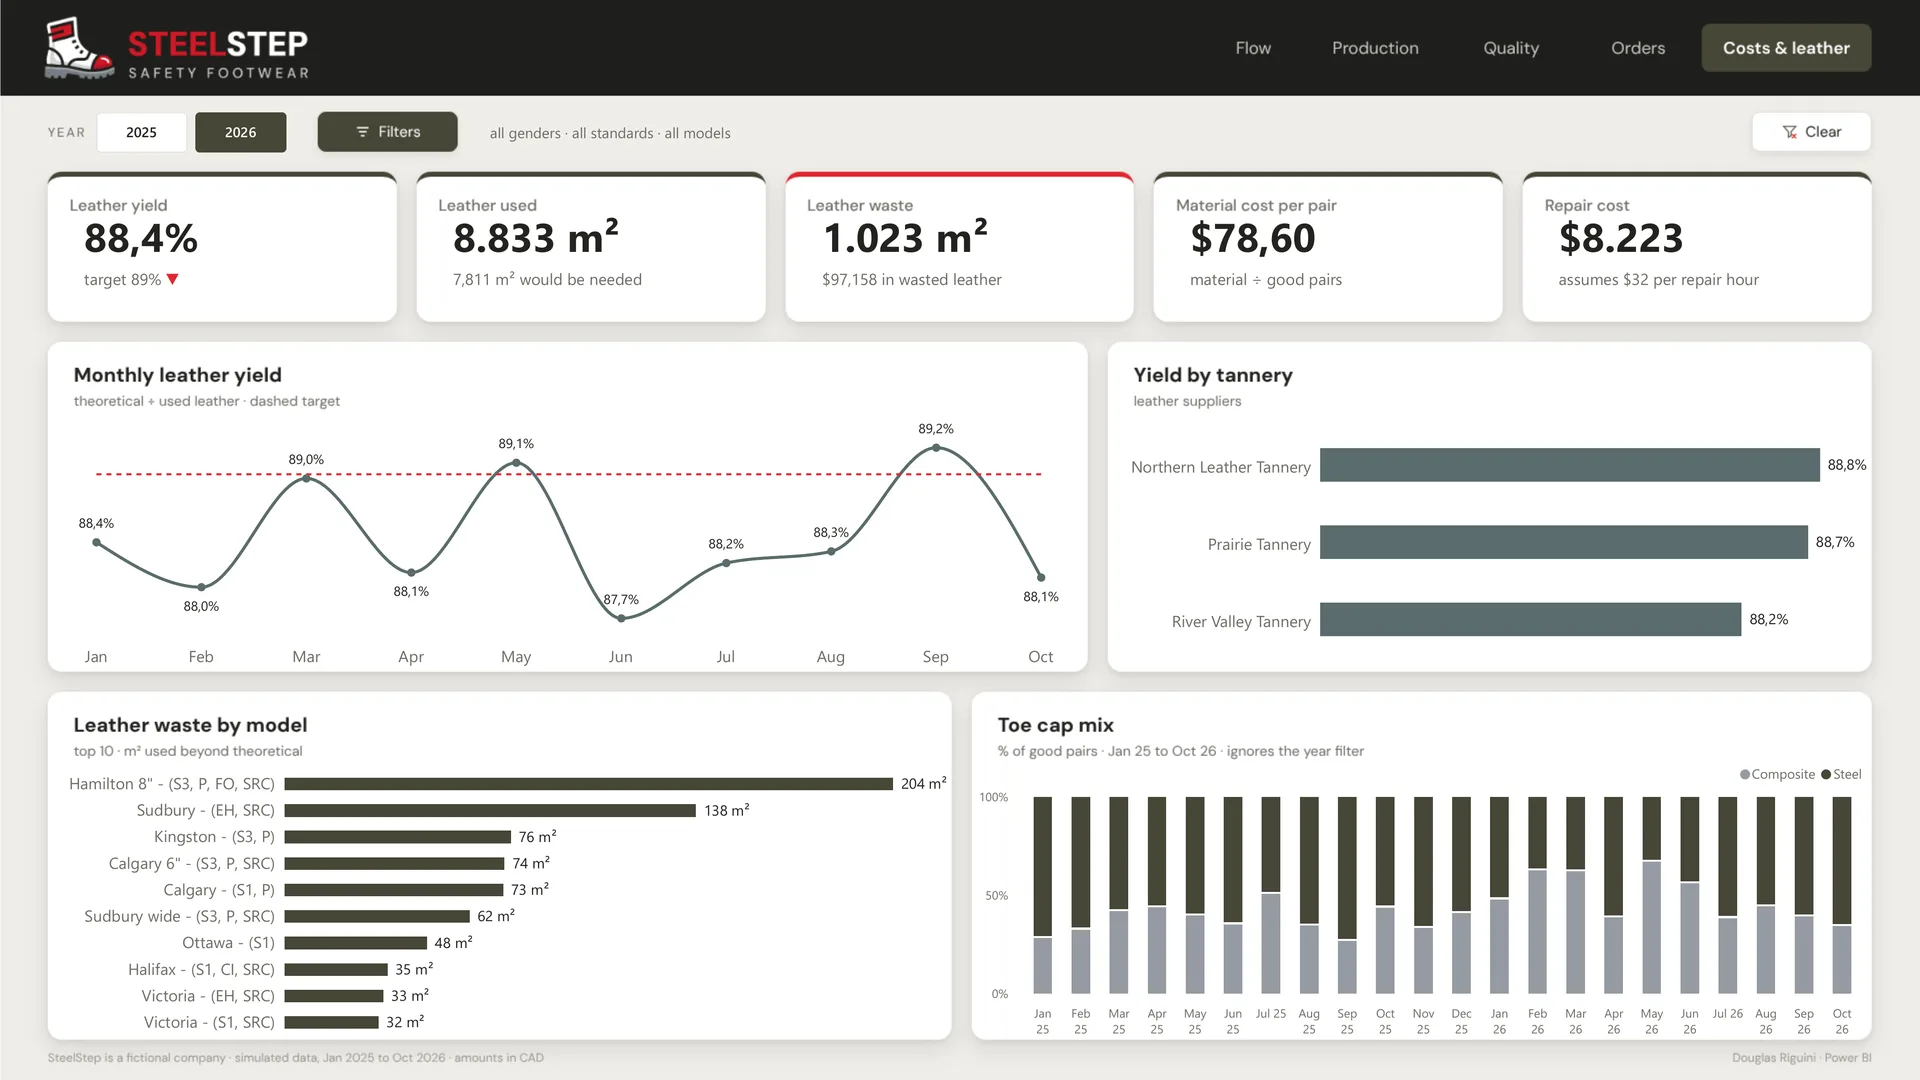 STEELSTEP
SAFETY FOOTWEAR
Flow
Production
Quality
Orders
Costs & leather
YEAR
2025
2026
Filters
all genders · all standards · all models
Clear
Leather yield
88,4%
target 89% ▼
Leather used
8.833 m²
7,811 m² would be needed
Leather waste
1.023 m²
$97,158 in wasted leather
Material cost per pair
$78,60
material ÷ good pairs
Repair cost
$8.223
assumes $32 per repair hour
Monthly leather yield
theoretical ÷ used leather · dashed target
88,4%
88,0%
89,0%
88,1%
89,1%
87,7%
88,2%
88,3%
89,2%
88,1%
Jan Feb Mar Apr May Jun Jul Aug Sep Oct
Yield by tannery
leather suppliers
Northern Leather Tannery 88,8%
Prairie Tannery 88,7%
River Valley Tannery 88,2%
Leather waste by model
top 10 · m² used beyond theoretical
Hamilton 8" - (S3, P, FO, SRC) 204 m²
Sudbury - (EH, SRC) 138 m²
Kingston - (S3, P) 76 m²
Calgary 6" - (S3, P, SRC) 74 m²
Calgary - (S1, P) 73 m²
Sudbury wide - (S3, P, SRC) 62 m²
Ottawa - (S1) 48 m²
Halifax - (S1, CI, SRC) 35 m²
Victoria - (EH, SRC) 33 m²
Victoria - (S1, SRC) 32 m²
Toe cap mix
% of good pairs · Jan 25 to Oct 26 · ignores the year filter
Composite Steel
100%
50%
0%
Jan 25
Feb 25
Mar 25
Apr 25
May 25
Jun 25
Jul 25
Aug 25
Sep 25
Oct 25
Nov 25
Dec 25
Jan 26
Feb 26
Mar 26
Apr 26
May 26
Jun 26
Jul 26
Aug 26
Sep 26
Oct 26
SteelStep is a fictional company · simulated data, Jan 2025 to Oct 2026 · amounts in CAD
Douglas Riguini · Power BI